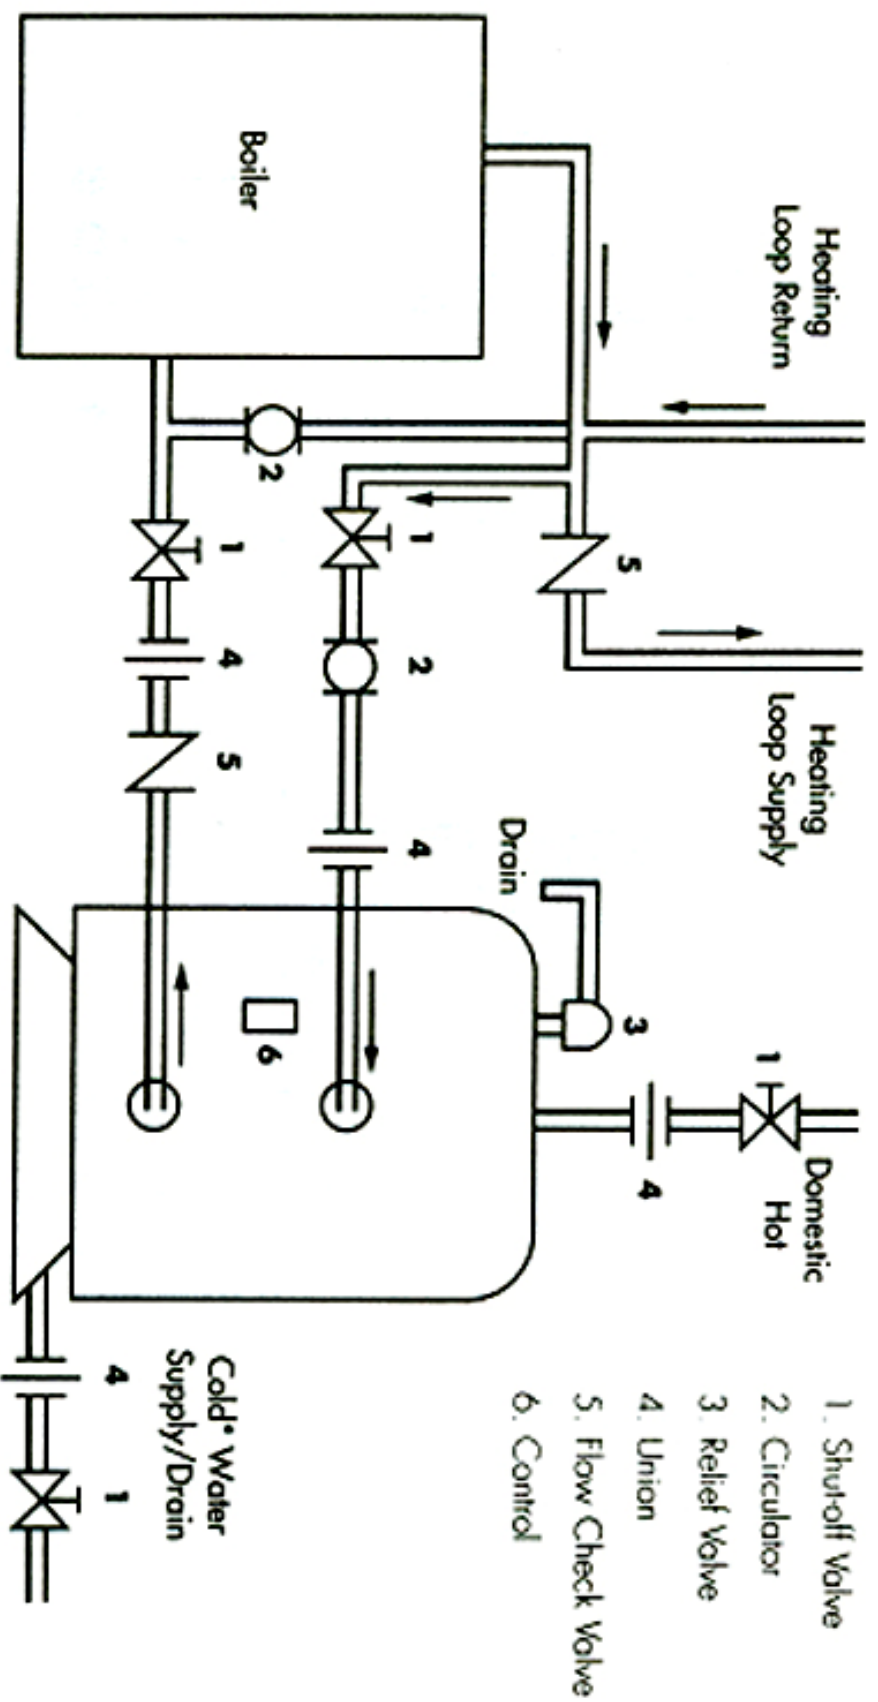 Heating
Loop Return
Heating
Loop Supply
Domestic
Hot
1. Shut-off Valve
2. Circulator
3. Relief Valve
4. Union
5. Flow Check Valve
6. Control
1
5
3
4
Drain
Boiler
1
2
4
2
6
1
4
5
Cold* Water
Supply/Drain
4
1